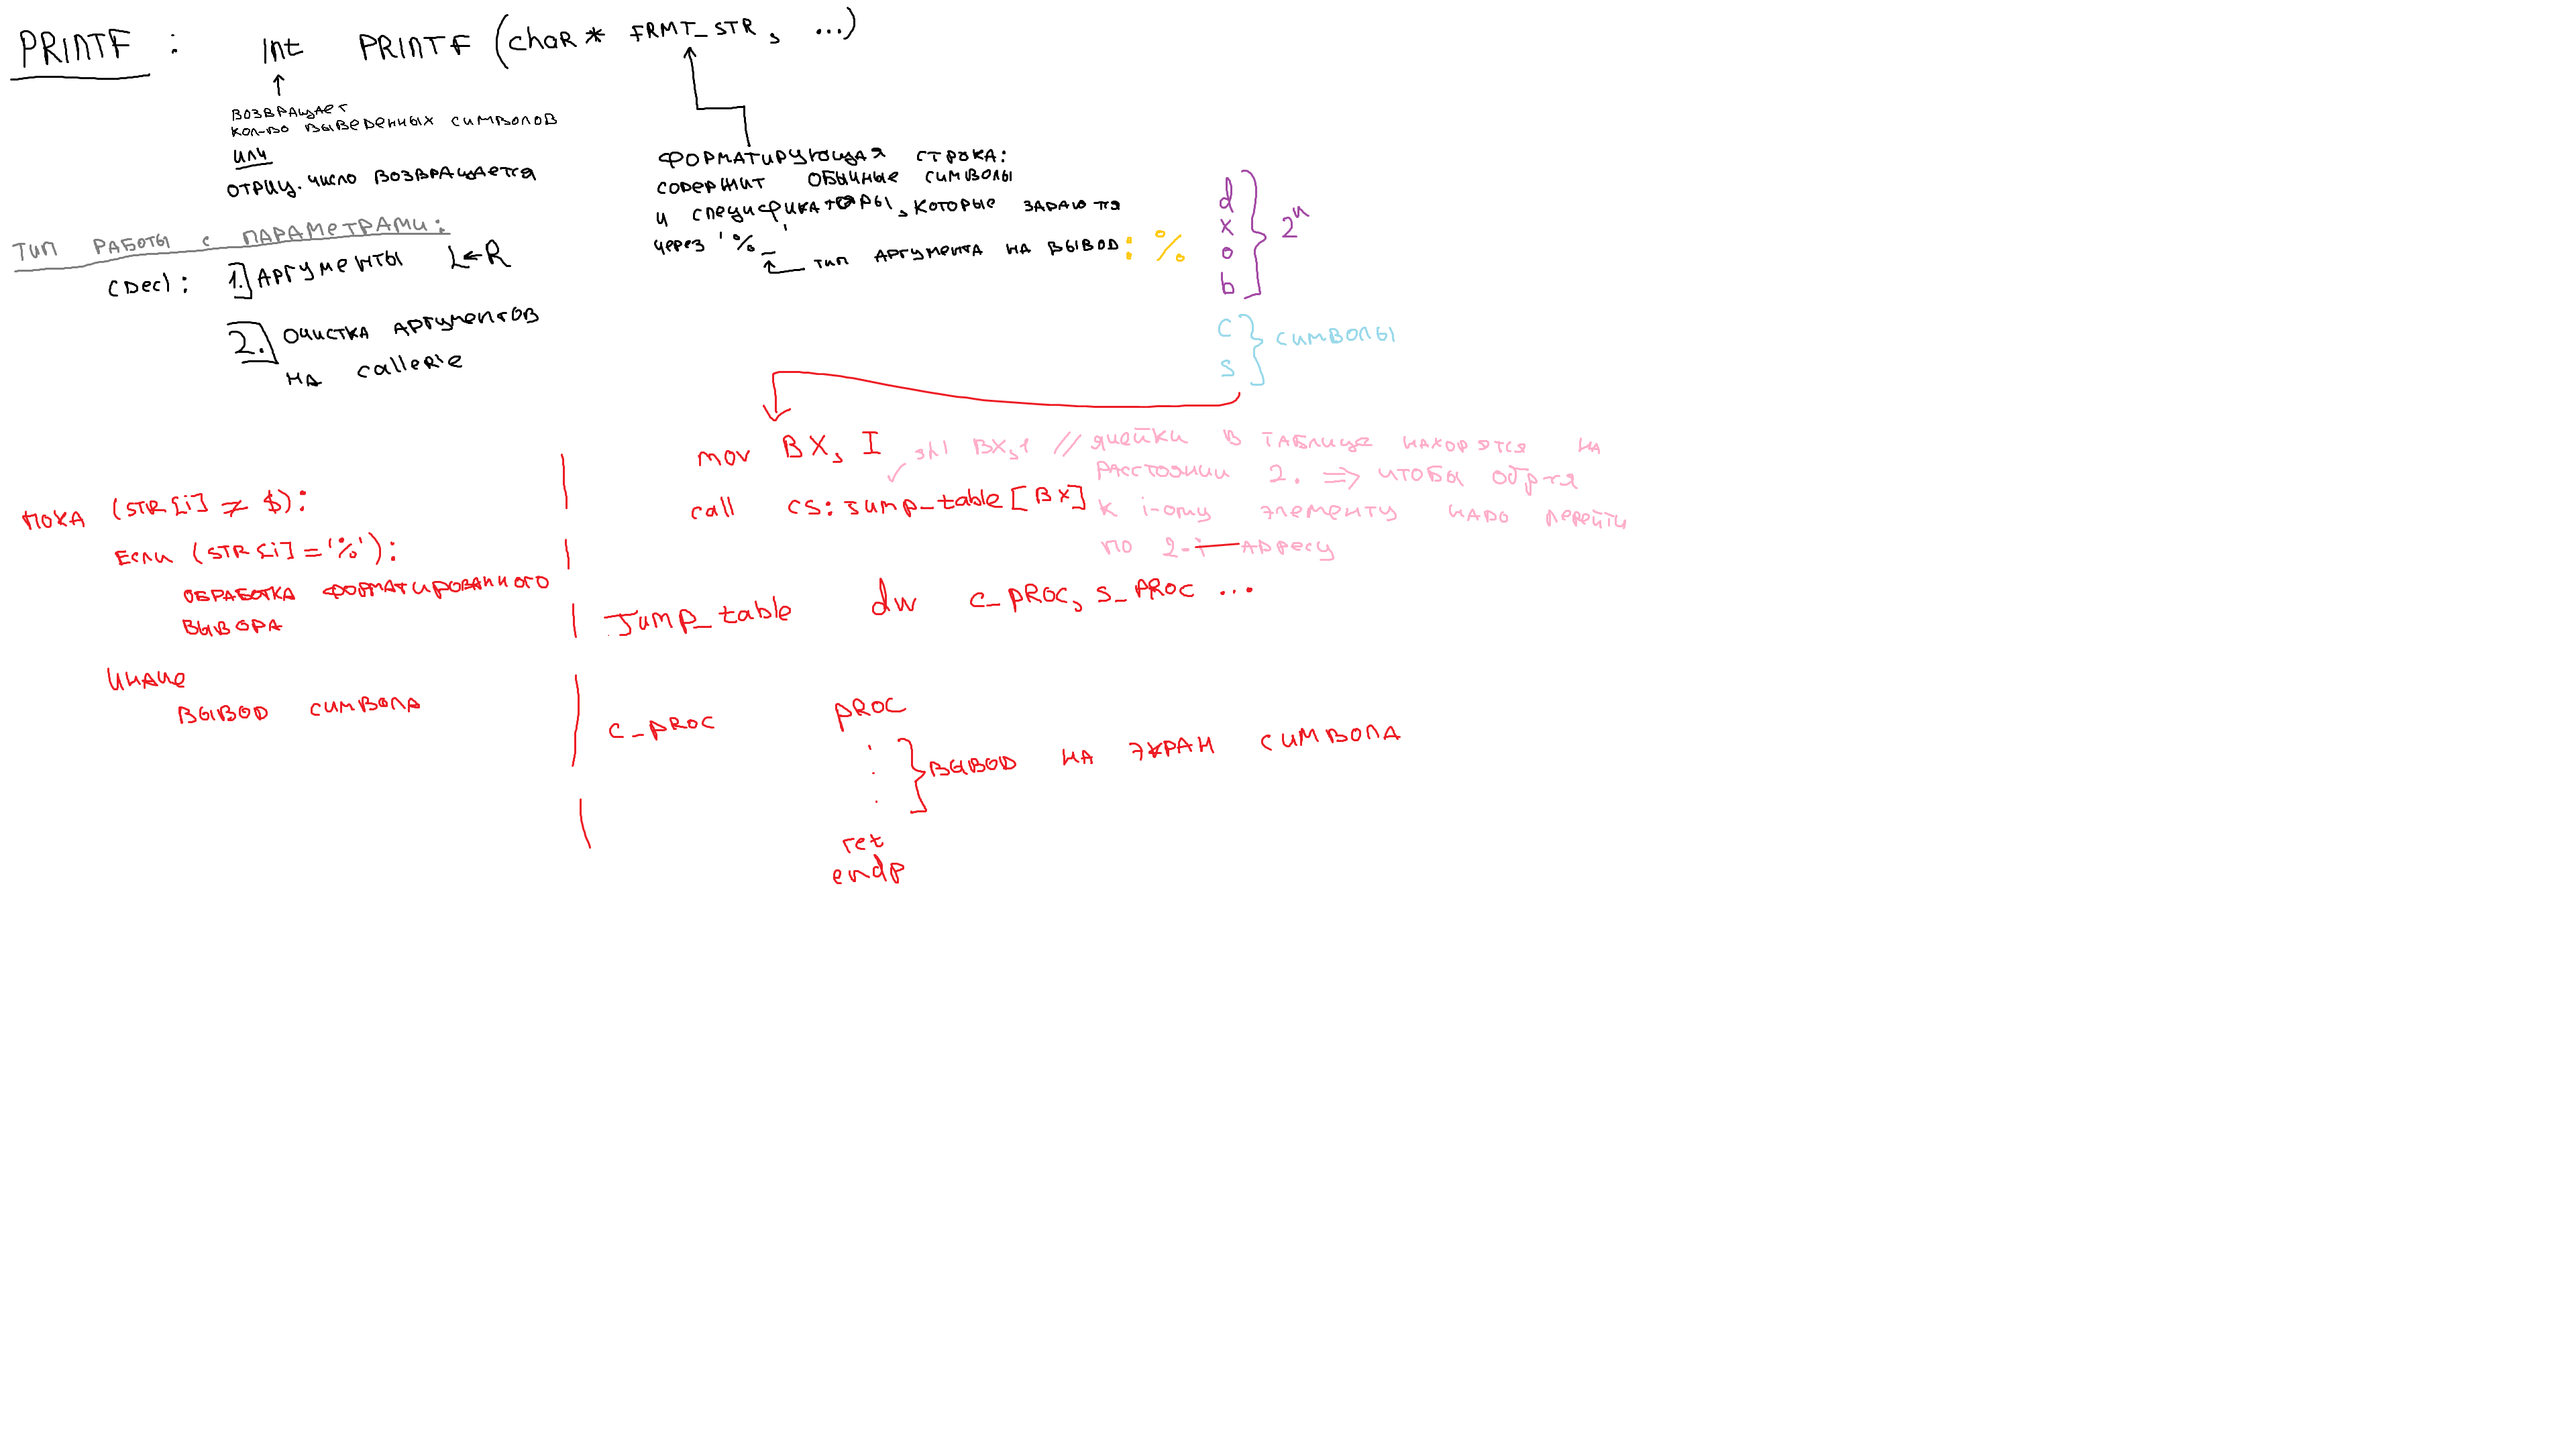 PRINTF : int PRINTF (char* FRMT_STR, ...)
возвращает
кол-во выведенных символов
или
отриц. число возвращается
форматирующая строка:
содержит обычные символы
и спецификаторы, которые задаются
через '%_'
тип аргумента на вывод: %
d
x
o
b
2ⁿ
c
s
символы
тип работы с параметрами:
CDecl: 1. Аргументы L←R
2. очистка аргументов
на caller'е
mov BX, I
shl BX,1 // ячейки в таблице находятся на
расстоянии 2. => чтобы обр-тся
к i-ому элементу надо перейти
по 2-i адресу
call cs: jump_table[BX]
Jump_table dw c_proc, s_proc ...
c_proc proc
.
.
.
вывод на экран символа
ret
endp
пока (STR[i] ≠ $):
Если (STR[i] = '%'):
обработка форматированного
вывода
иначе
вывод символа